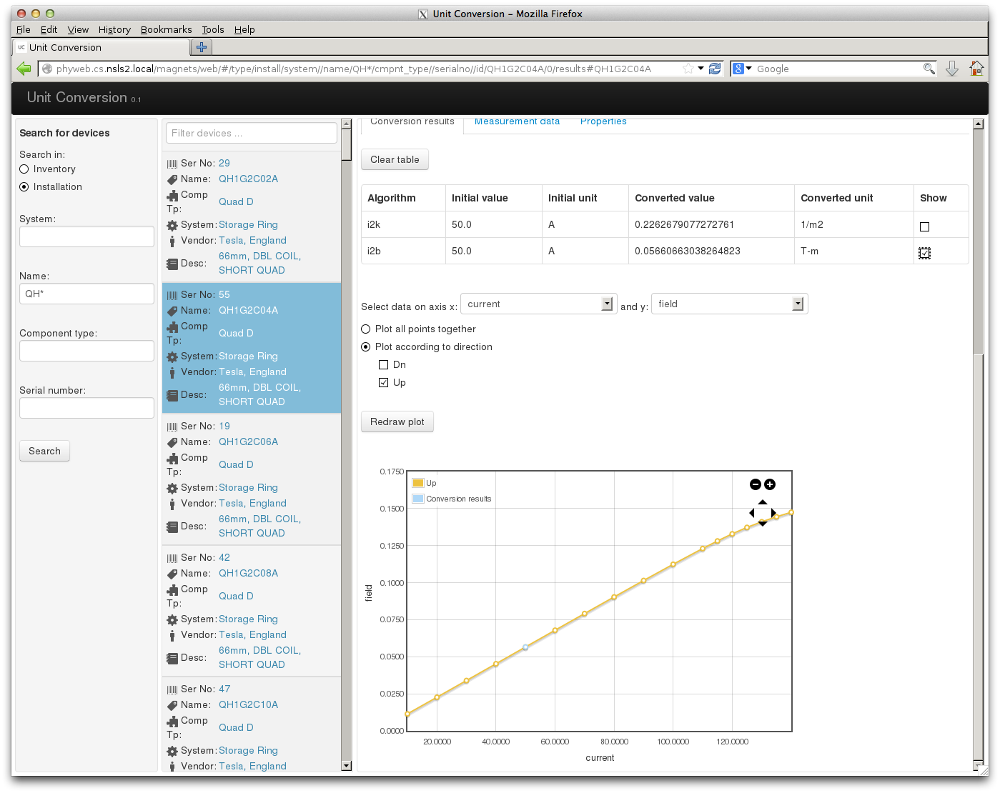 Unit Conversion – Mozilla Firefox
File Edit View History Bookmarks Tools Help
UC Unit Conversion
phyweb.cs.nsls2.local/magnets/web/#/type/install/system//name/QH*/cmpnt_type//serialno//id/QH1G2C04A/0/results#QH1G2C04A
8 Google
Unit Conversion 0.1
Search for devices
Search in:
Inventory
Installation
System:
Name:
QH*
Component type:
Serial number:
Search
Filter devices ...
Ser No: 29
Name: QH1G2C02A
Comp Quad D
Tp:
System: Storage Ring
Vendor: Tesla, England
Desc: 66mm, DBL COIL,
SHORT QUAD
Ser No: 55
Name: QH1G2C04A
Comp Quad D
Tp:
System: Storage Ring
Vendor: Tesla, England
Desc: 66mm, DBL COIL,
SHORT QUAD
Ser No: 19
Name: QH1G2C06A
Comp Quad D
Tp:
System: Storage Ring
Vendor: Tesla, England
Desc: 66mm, DBL COIL,
SHORT QUAD
Ser No: 42
Name: QH1G2C08A
Comp Quad D
Tp:
System: Storage Ring
Vendor: Tesla, England
Desc: 66mm, DBL COIL,
SHORT QUAD
Ser No: 47
Name: QH1G2C10A
Comp Quad D
Tp:
System: Storage Ring
Vendor: Tesla, England
Conversion results Measurement data Properties
Clear table
Algorithm Initial value Initial unit Converted value Converted unit Show
i2k 50.0 A 0.2262679077272761 1/m2
i2b 50.0 A 0.05660663038264823 T-m
Select data on axis x: current and y: field
Plot all points together
Plot according to direction
Dn
Up
Redraw plot
Up
Conversion results
0.1750
0.1500
0.1250
0.1000
0.0750
0.0500
0.0250
0.0000
field
20.0000 40.0000 60.0000 80.0000 100.0000 120.0000
current